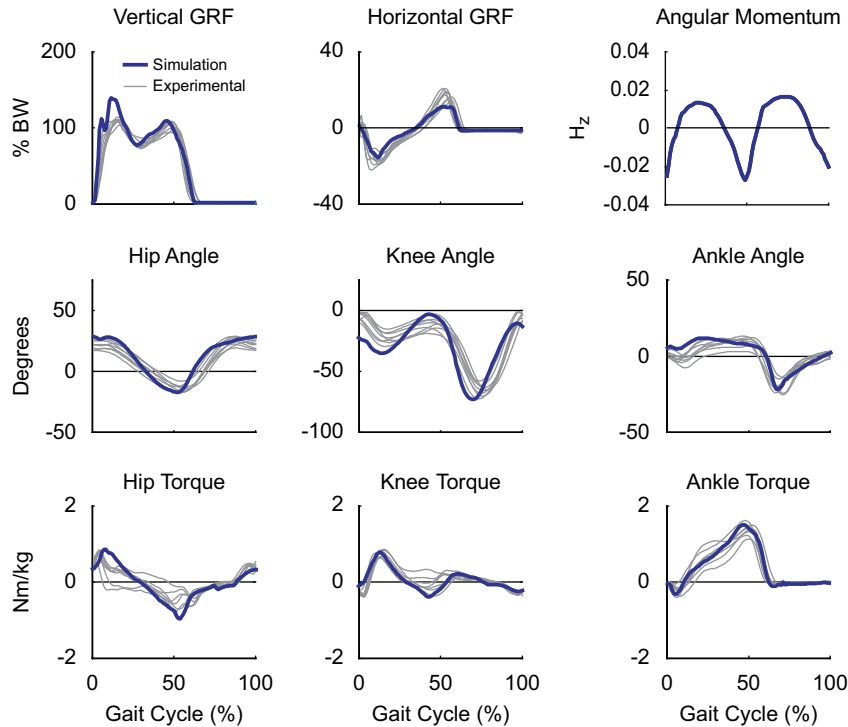 Vertical GRF
Horizontal GRF
Angular Momentum
200
100
0
% BW
Simulation
Experimental
40
0
-40
0.04
0.02
0
-0.02
-0.04
Hz
Hip Angle
Knee Angle
Ankle Angle
50
0
-50
Degrees
0
-50
-100
50
0
-50
Hip Torque
Knee Torque
Ankle Torque
2
0
-2
Nm/kg
2
0
-2
2
0
-2
0 50 100
0 50 100
0 50 100
Gait Cycle (%)
Gait Cycle (%)
Gait Cycle (%)